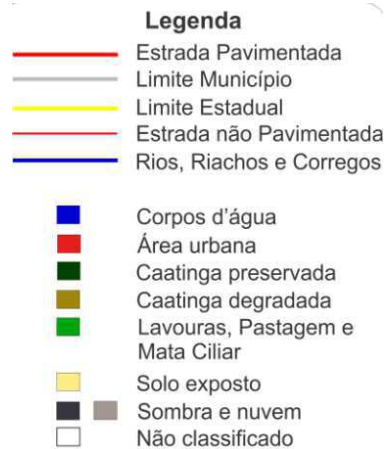 Legenda
Estrada Pavimentada
Limite Município
Limite Estadual
Estrada não Pavimentada
Rios, Riachos e Corregos
Corpos d'água
Área urbana
Caatinga preservada
Caatinga degradada
Lavouras, Pastagem e
Mata Ciliar
Solo exposto
Sombra e nuvem
Não classificado